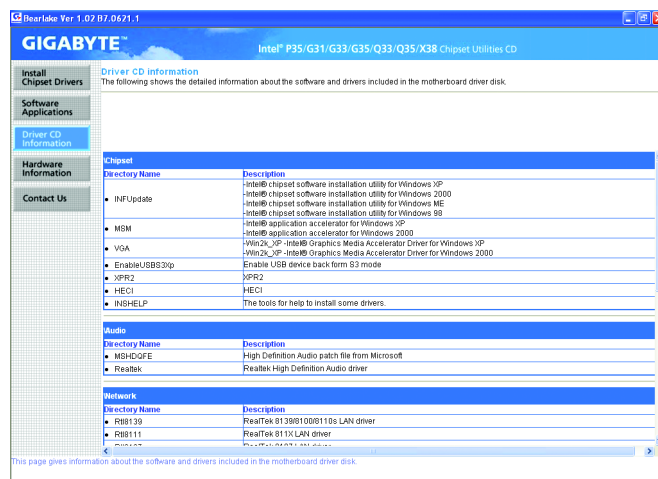 Bearlake Ver 1.02 B7.0621.1
GIGABYTE™
Intel® P35/G31/G33/G35/Q33/Q35/X38 Chipset Utilities CD
Install
Chipset Drivers
Software
Applications
Driver CD
Information
Hardware
Information
Contact Us
Driver CD information
The following shows the detailed information about the software and drivers included in the motherboard driver disk.
\Chipset
Directory Name Description
• INFUpdate
-Intel® chipset software installation utility for Windows XP
-Intel® chipset software installation utility for Windows 2000
-Intel® chipset software installation utility for Windows ME
-Intel® chipset software installation utility for Windows 98
• MSM
-Intel® application accelerator for Windows XP
-Intel® application accelerator for Windows 2000
• VGA
-Win2k_XP -Intel® Graphics Media Accelerator Driver for Windows XP
-Win2k_XP -Intel® Graphics Media Accelerator Driver for Windows 2000
• EnableUSBS3Xp Enable USB device back form S3 mode
• XPR2 XPR2
• HECI HECI
• INSHELP The tools for help to install some drivers.
\Audio
Directory Name Description
• MSHDQFE High Definition Audio patch file from Microsoft
• Realtek Realtek High Definition Audio driver
\Network
Directory Name Description
• Rtl8139 RealTek 8139/8100/8110s LAN driver
• Rtl8111 RealTek 811X LAN driver
This page gives information about the software and drivers included in the motherboard driver disk.